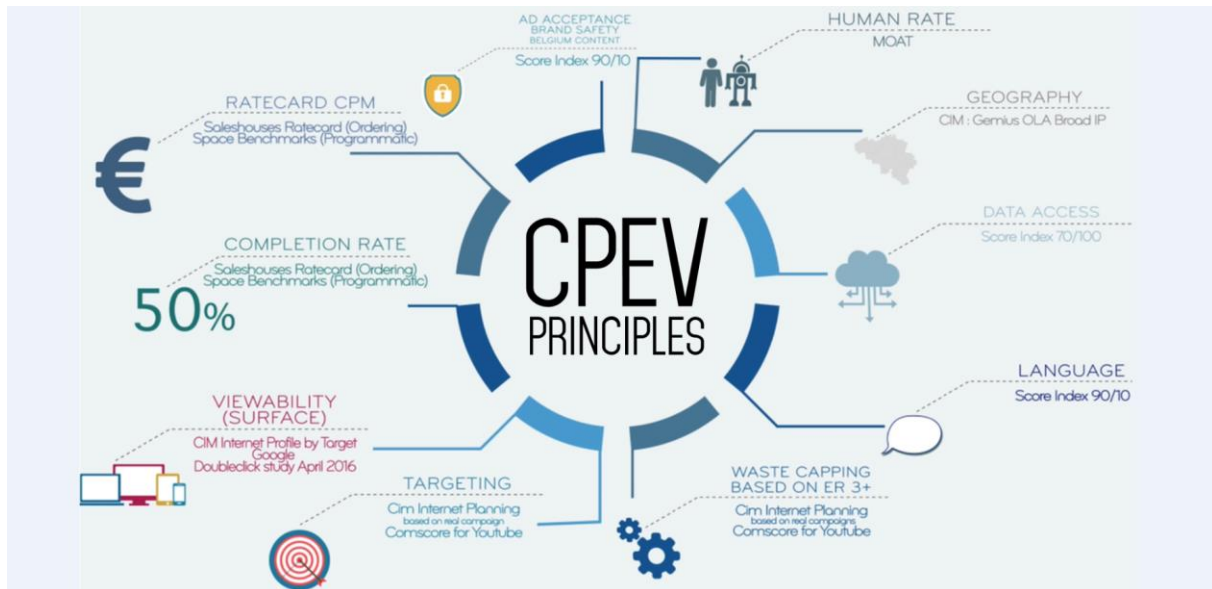 AD ACCEPTANCE
BRAND SAFETY
BELGIUM CONTENT
Score Index 90/10
HUMAN RATE
MOAT
RATECARD CPM
Saleshouses Ratecard (Ordering)
Space Benchmarks (Programmatic)
€
GEOGRAPHY
CIM : Gemius OLA Broad IP
DATA ACCESS
Score Index 70/100
COMPLETION RATE
Saleshouses Ratecard (Ordering)
Space Benchmarks (Programmatic)
50%
CPEV
PRINCIPLES
LANGUAGE
Score Index 90/10
VIEWABILITY
(SURFACE)
CIM Internet Profile by Target
Google
Doubleclick study April 2016
TARGETING
Cim Internet Planning
based on real campaign
Comscore for Youtube
WASTE CAPPING
BASED ON ER 3+
Cim Internet Planning
based on real campaigns
Comscore for Youtube